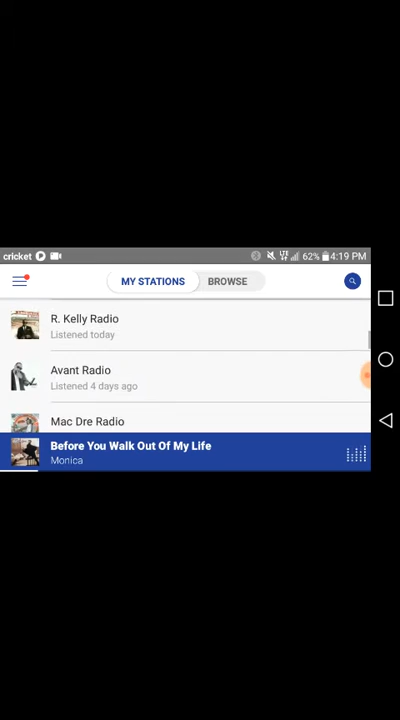 cricket 62% 4:19 PM
MY STATIONS BROWSE
R. Kelly Radio
Listened today
Avant Radio
Listened 4 days ago
Mac Dre Radio
Before You Walk Out Of My Life
Monica